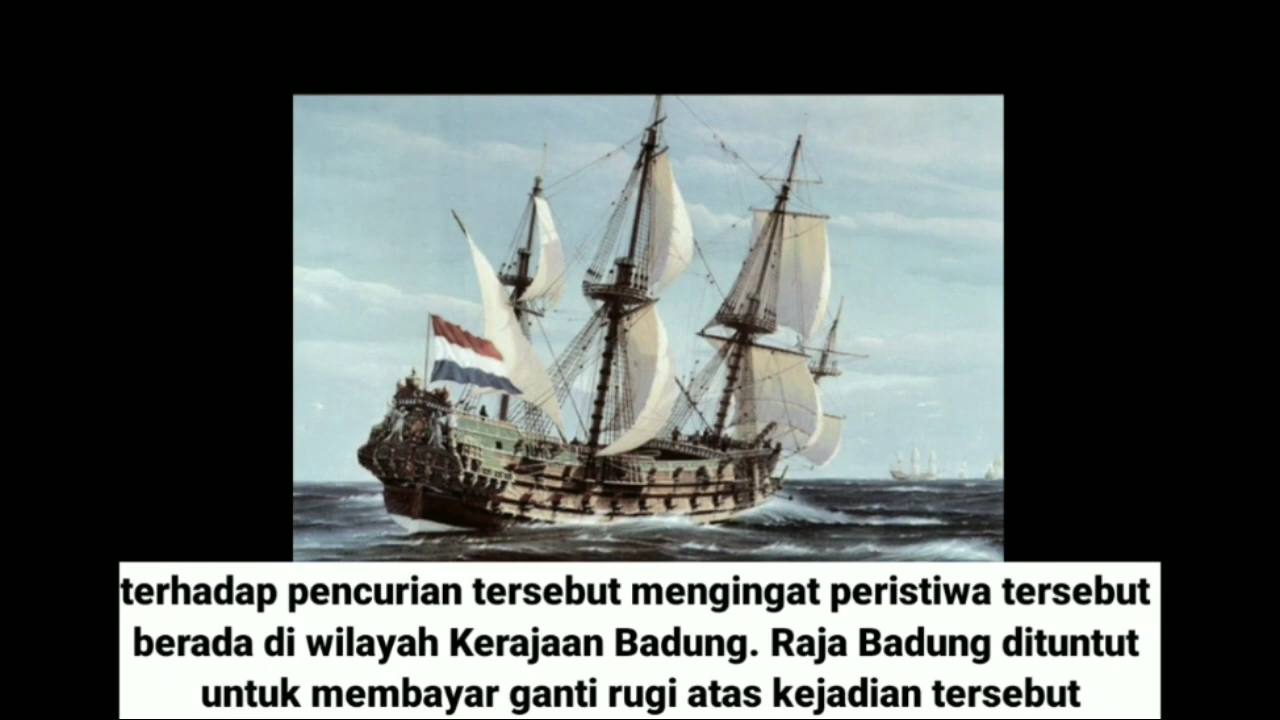 terhadap pencurian tersebut mengingat peristiwa tersebut
berada di wilayah Kerajaan Badung. Raja Badung dituntut
untuk membayar ganti rugi atas kejadian tersebut